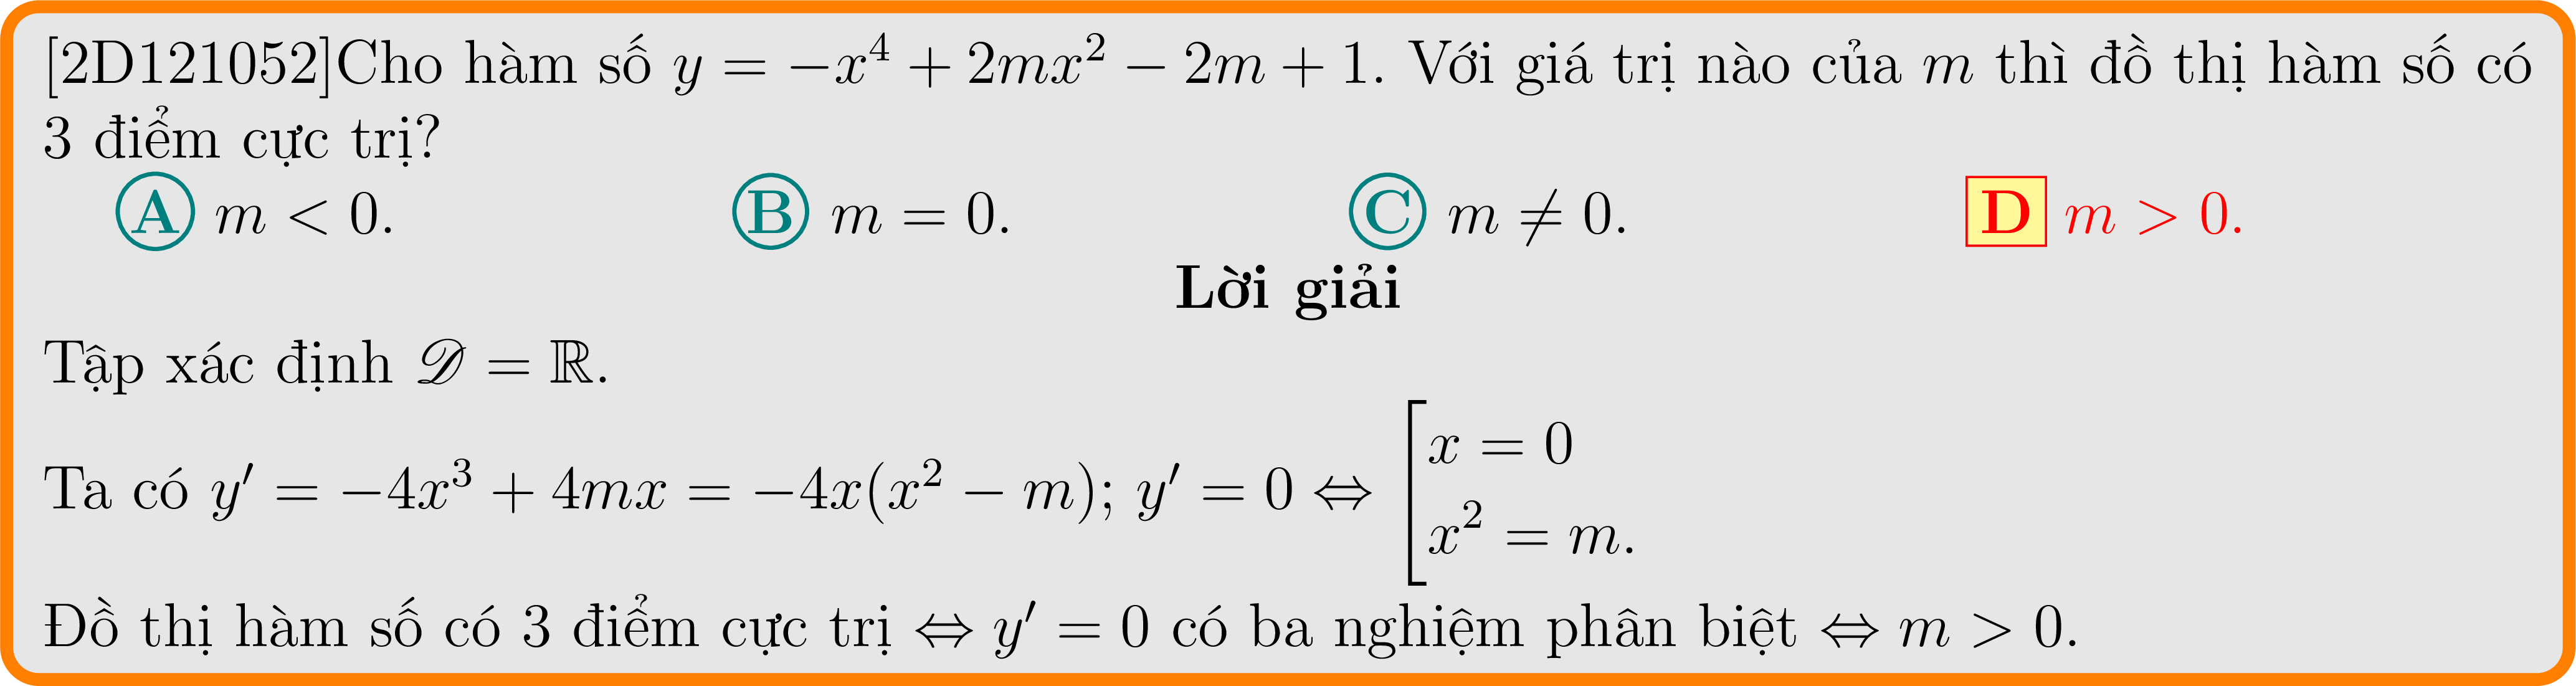 [2D121052]Cho hàm số y = −x⁴ + 2mx² − 2m + 1. Với giá trị nào của m thì đồ thị hàm số có
3 điểm cực trị?
A m < 0. B m = 0. C m ≠ 0. D m > 0.
Lời giải
Tập xác định 𝒟 = ℝ.
Ta có y′ = −4x³ + 4mx = −4x(x² − m); y′ = 0 ⇔ [ x = 0
x² = m.
Đồ thị hàm số có 3 điểm cực trị ⇔ y′ = 0 có ba nghiệm phân biệt ⇔ m > 0.